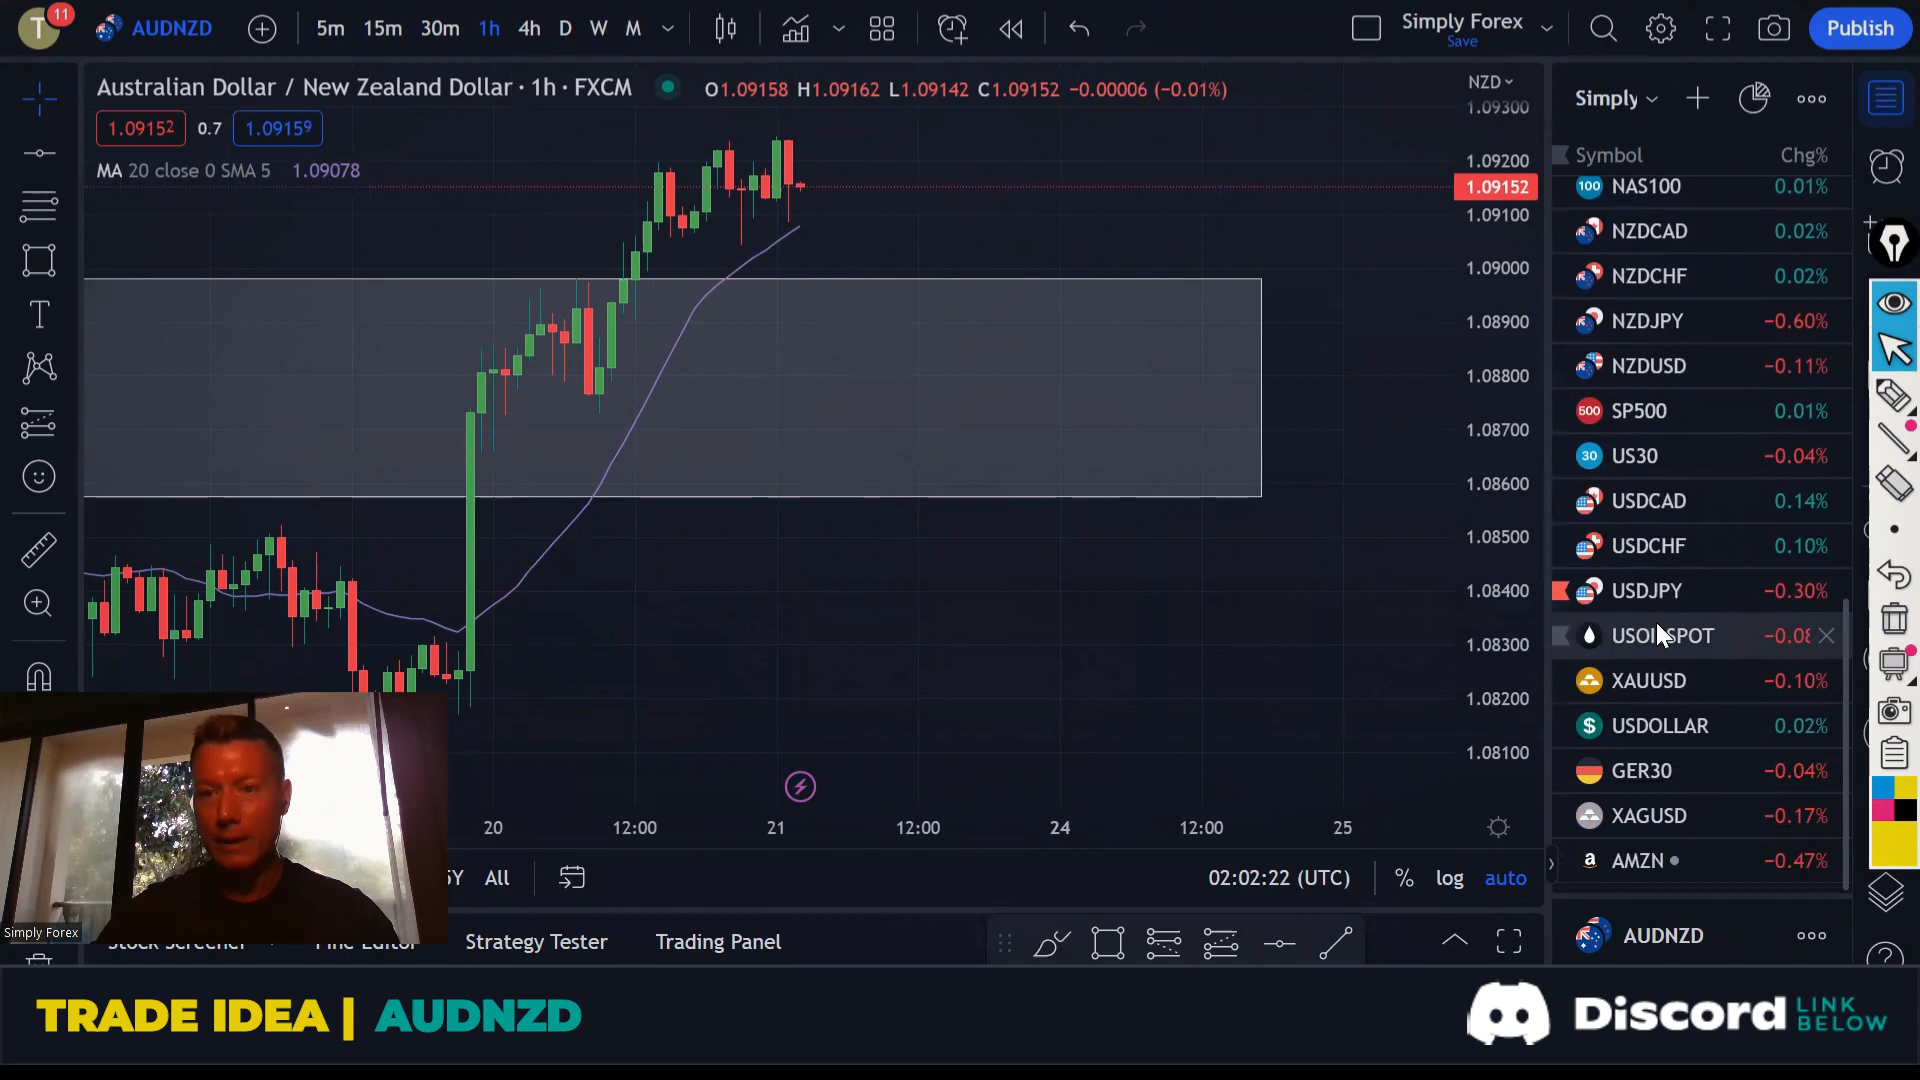 T
11
AUDNZD
5m 15m 30m 1h 4h D W M
Simply Forex
Save
Publish
Australian Dollar / New Zealand Dollar · 1h · FXCM
O1.09158 H1.09162 L1.09142 C1.09152 −0.00006 (−0.01%)
1.09152 0.7 1.09159
MA 20 close 0 SMA 5 1.09078
NZD
1.09300
1.09200
1.09152
1.09100
1.09000
1.08900
1.08800
1.08700
1.08600
1.08500
1.08400
1.08300
1.08200
1.08100
20 12:00 21 12:00 24 12:00 25
All
02:02:22 (UTC) % log auto
Strategy Tester Trading Panel
Simply
Symbol Chg%
100 NAS100 0.01%
NZDCAD 0.02%
NZDCHF 0.02%
NZDJPY −0.60%
NZDUSD −0.11%
500 SP500 0.01%
30 US30 −0.04%
USDCAD 0.14%
USDCHF 0.10%
USDJPY −0.30%
USOILSPOT −0.08
XAUUSD −0.10%
$ USDOLLAR 0.02%
GER30 −0.04%
XAGUSD −0.17%
a AMZN −0.47%
AUDNZD
Simply Forex
TRADE IDEA | AUDNZD
Discord LINK BELOW